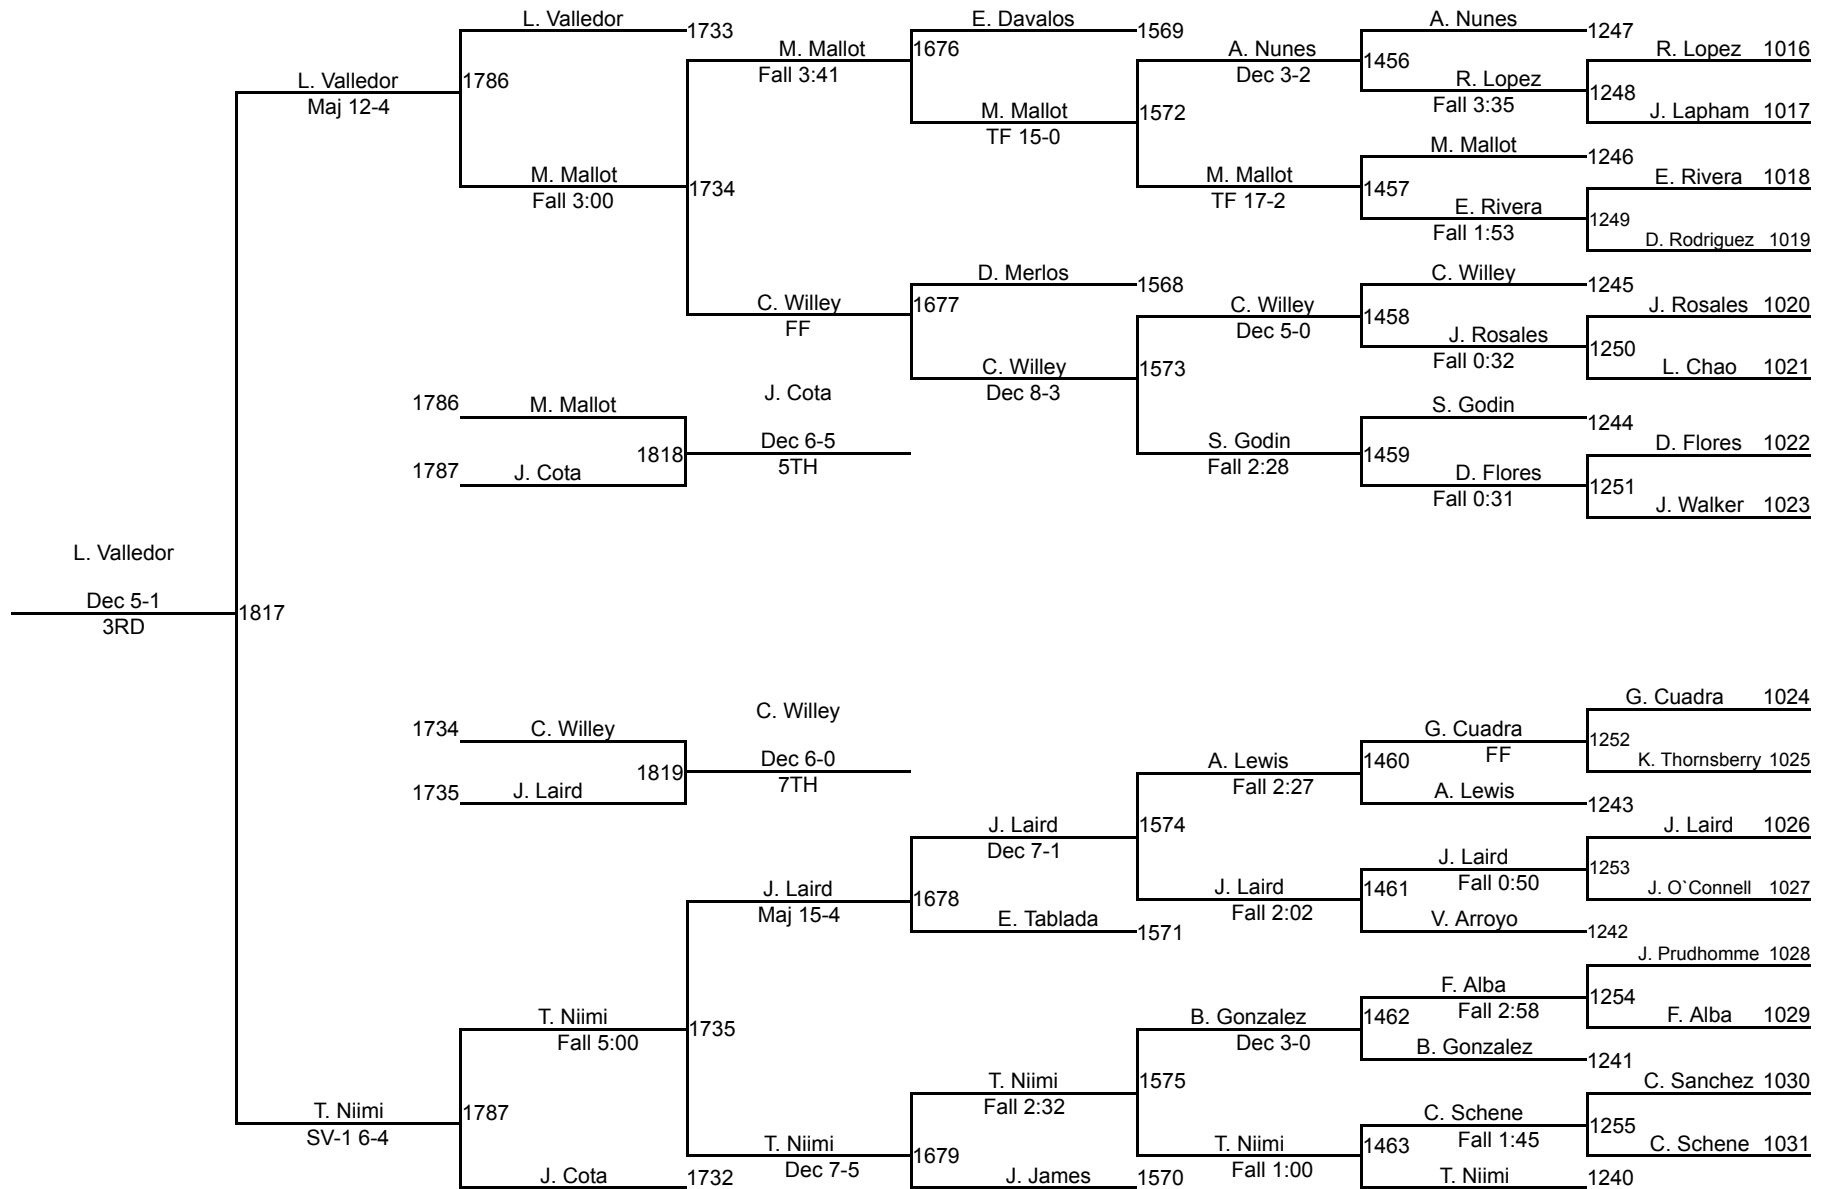 L. Valledor
1733
E. Davalos
1569
A. Nunes
1247
M. Mallot
1676
A. Nunes
R. Lopez 1016
Fall 3:41
Dec 3-2
1456
L. Valledor
1786
R. Lopez
1248
Maj 12-4
Fall 3:35
M. Mallot
1572
J. Lapham 1017
TF 15-0
M. Mallot
1246
M. Mallot
1734
M. Mallot
1457
E. Rivera 1018
Fall 3:00
TF 17-2
E. Rivera
1249
Fall 1:53
D. Rodriguez 1019
D. Merlos
1568
C. Willey
1245
C. Willey
1677
C. Willey
J. Rosales 1020
FF
Dec 5-0
1458
J. Rosales
1250
Fall 0:32
C. Willey
1573
L. Chao 1021
J. Cota
Dec 8-3
1786
M. Mallot
S. Godin
1244
Dec 6-5
S. Godin
D. Flores 1022
1818
5TH
Fall 2:28
1459
1787
J. Cota
D. Flores
1251
Fall 0:31
J. Walker 1023
L. Valledor
Dec 5-1
1817
3RD
G. Cuadra 1024
C. Willey
1734
C. Willey
G. Cuadra
1252
FF
Dec 6-0
A. Lewis
1460
K. Thornsberry 1025
1819
7TH
Fall 2:27
1735
J. Laird
A. Lewis
1243
J. Laird
1574
J. Laird 1026
Dec 7-1
J. Laird
1253
Fall 0:50
J. Laird
1678
J. Laird
1461
J. O`Connell 1027
Maj 15-4
Fall 2:02
E. Tablada
1571
V. Arroyo
1242
J. Prudhomme 1028
F. Alba
1254
Fall 2:58
T. Niimi
1735
B. Gonzalez
1462
F. Alba 1029
Fall 5:00
Dec 3-0
B. Gonzalez
1241
T. Niimi
1575
C. Sanchez 1030
Fall 2:32
T. Niimi
1787
C. Schene
1255
SV-1 6-4
Fall 1:45
T. Niimi
1679
T. Niimi
1463
C. Schene 1031
Dec 7-5
Fall 1:00
J. Cota
1732
J. James
1570
T. Niimi
1240